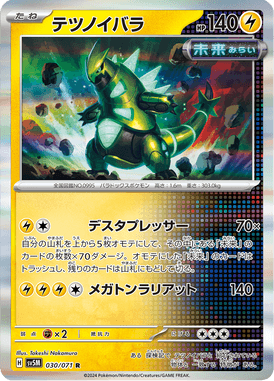 たね
テツノイバラ
HP140
未来 みらい
全国図鑑NO.0995 パラドックスポケモン 高さ:1.6m 重さ:303.0kg
デスタプレッサー 70×
自分の山札を上から5枚オモテにして、その中にある「未来」の
カードの枚数×70ダメージ。オモテにした「未来」のカードは
トラッシュし、残りのカードは山札にもどして切る。
メガトンラリアット 140
弱点 ×2 抵抗力 にげる
Illus. Takeshi Nakamura
H SV5M 030/071 R
©2024 Pokémon/Nintendo/Creatures/GAME FREAK.